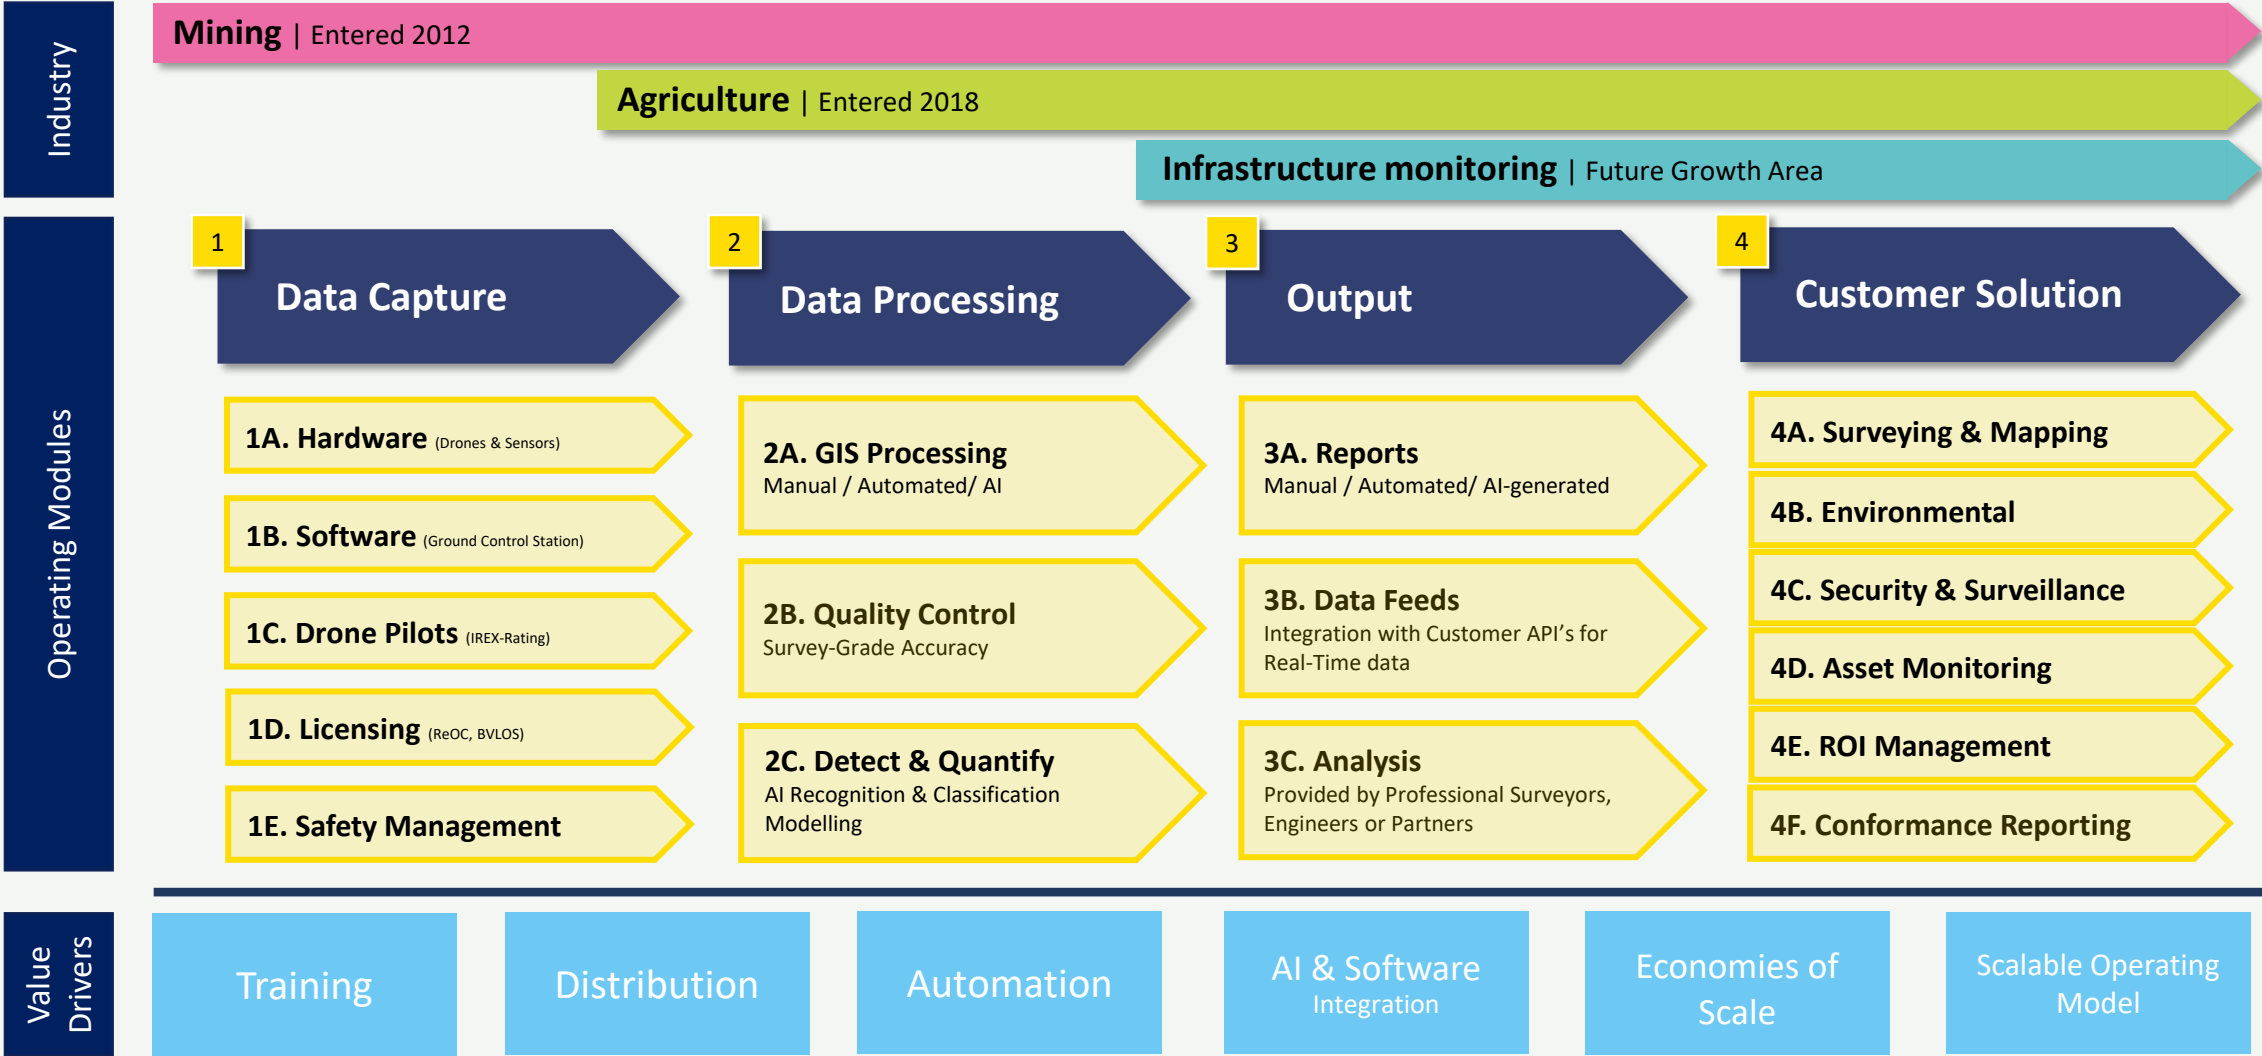 Industry
Mining | Entered 2012
Agriculture | Entered 2018
Infrastructure monitoring | Future Growth Area
Operating Modules
1
Data Capture
1A. Hardware (Drones & Sensors)
1B. Software (Ground Control Station)
1C. Drone Pilots (IREX-Rating)
1D. Licensing (ReOC, BVLOS)
1E. Safety Management
2
Data Processing
2A. GIS Processing
Manual / Automated/ AI
2B. Quality Control
Survey-Grade Accuracy
2C. Detect & Quantify
AI Recognition & Classification
Modelling
3
Output
3A. Reports
Manual / Automated/ AI-generated
3B. Data Feeds
Integration with Customer API's for
Real-Time data
3C. Analysis
Provided by Professional Surveyors,
Engineers or Partners
4
Customer Solution
4A. Surveying & Mapping
4B. Environmental
4C. Security & Surveillance
4D. Asset Monitoring
4E. ROI Management
4F. Conformance Reporting
Value
Drivers
Training
Distribution
Automation
AI & Software
Integration
Economies of
Scale
Scalable Operating
Model